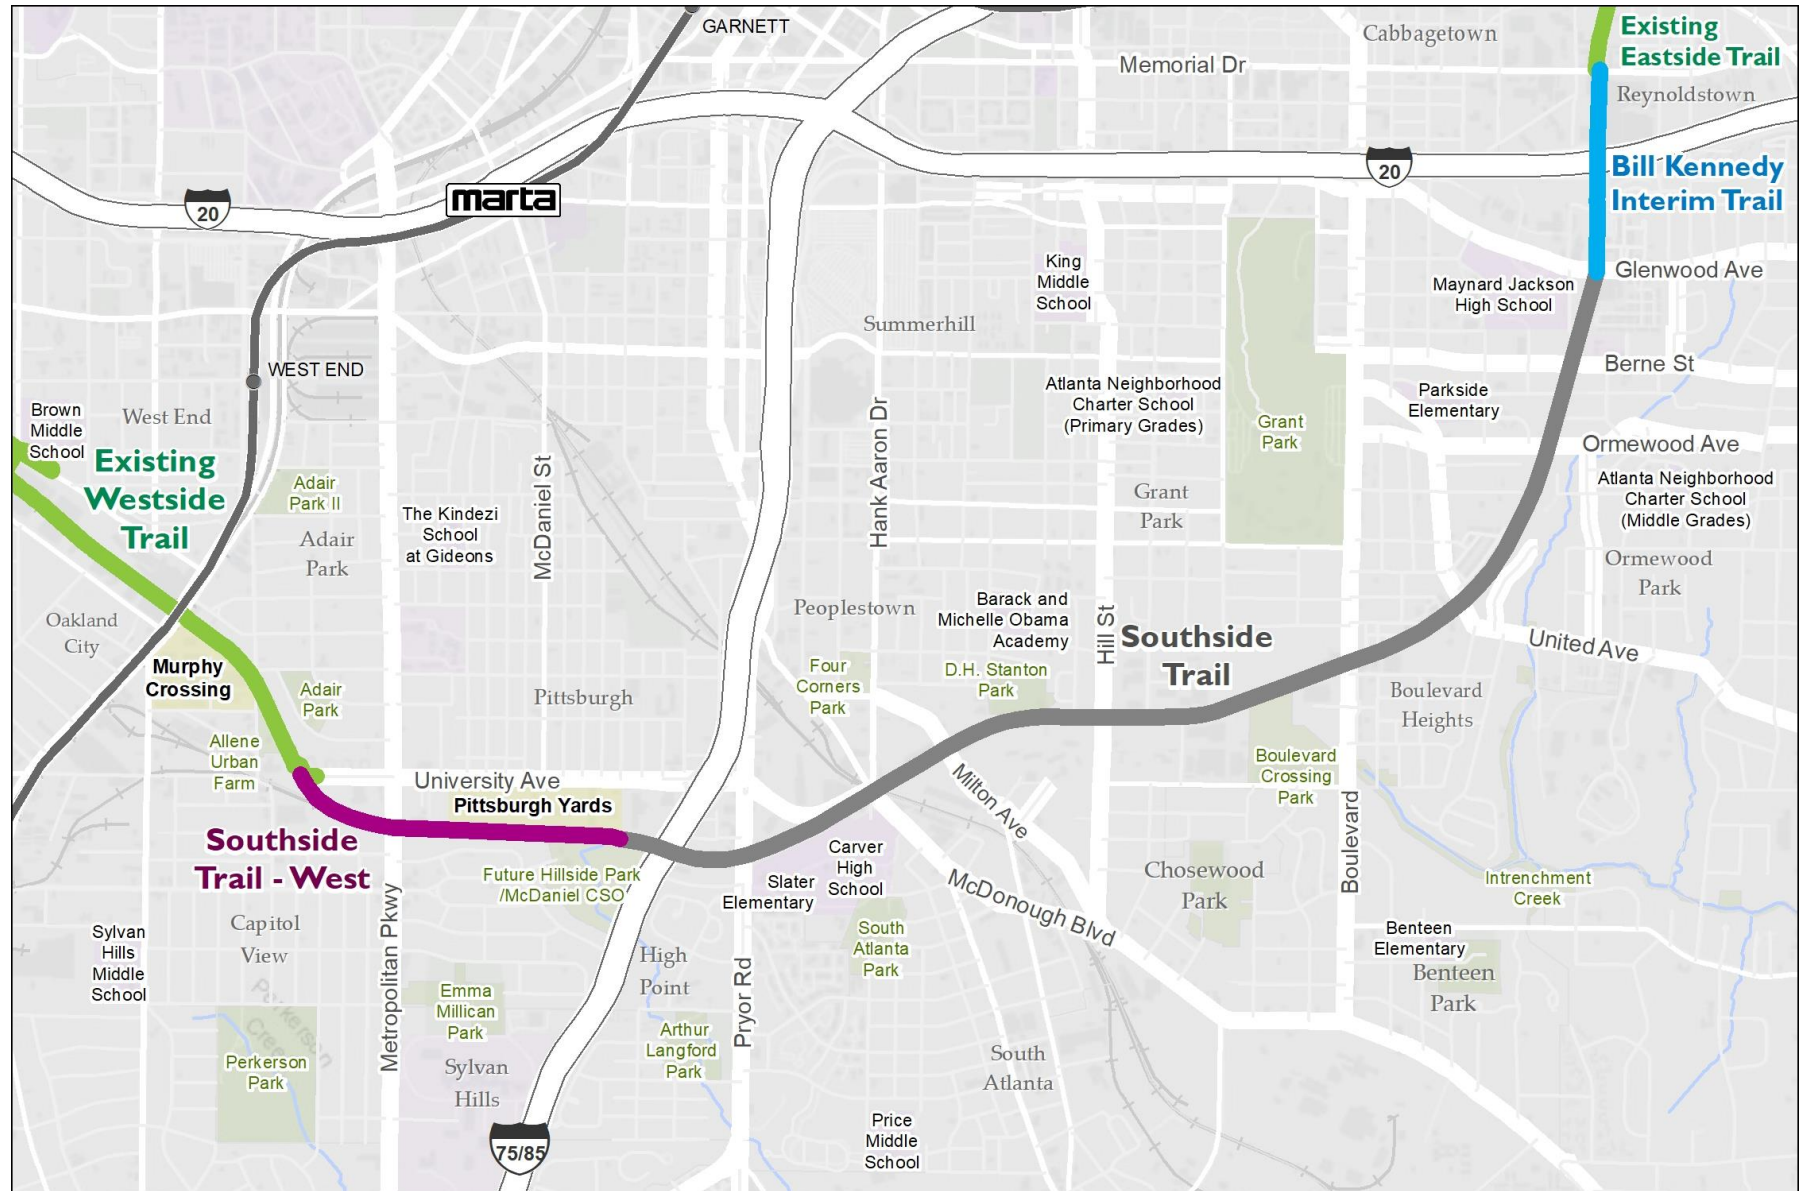 GARNETT
Cabbagetown
Existing
Eastside Trail
Memorial Dr
Reynoldstown
20
marta
20
Bill Kennedy
Interim Trail
King
Middle
School
Glenwood Ave
Maynard Jackson
High School
Summerhill
WEST END
Berne St
Brown
Middle
School
West End
Atlanta Neighborhood
Charter School
(Primary Grades)
Parkside
Elementary
Grant
Park
Hank Aaron Dr
Ormewood Ave
Existing
Westside
Trail
Adair
Park II
McDaniel St
Grant
Park
Atlanta Neighborhood
Charter School
(Middle Grades)
The Kindezi
School
at Gideons
Adair
Park
Ormewood
Park
Oakland
City
Peoplestown
Barack and
Michelle Obama
Academy
Hill St
Southside
Trail
United Ave
Murphy
Crossing
Adair
Park
Pittsburgh
Four
Corners
Park
D.H. Stanton
Park
Boulevard
Heights
Allene
Urban
Farm
University Ave
Pittsburgh Yards
Milton Ave
Boulevard
Crossing
Park
Boulevard
Southside
Trail - West
Future Hillside Park
/McDaniel CSO
Slater
Elementary
Carver
High
School
McDonough Blvd
Chosewood
Park
Intrenchment
Creek
Metropolitan Pkwy
Capitol
View
Sylvan
Hills
Middle
School
High
Point
South
Atlanta
Park
Benteen
Elementary
Benteen
Park
Pryor Rd
Parkerson
Creek
Emma
Millican
Park
Arthur
Langford
Park
Perkerson
Park
Sylvan
Hills
South
Atlanta
Price
Middle
School
75/85